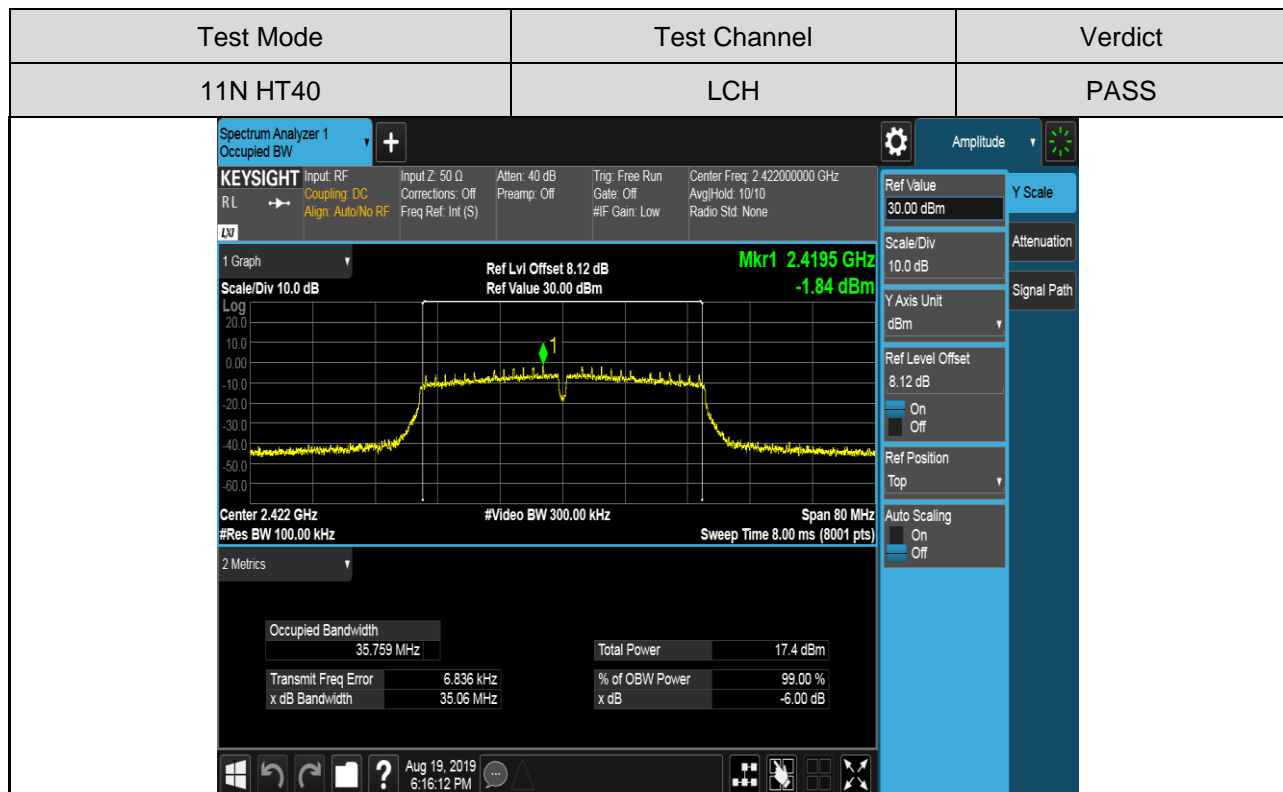 Test Mode Test Channel Verdict
11N HT40 LCH PASS
Spectrum Analyzer 1
Occupied BW
+
Amplitude
KEYSIGHT Input: RF Input Z: 50 Ω Atten: 40 dB Trig: Free Run Center Freq: 2.422000000 GHz
RL Coupling: DC Corrections: Off Preamp: Off Gate: Off Avg|Hold: 10/10
Align: Auto/No RF Freq Ref: Int (S) #IF Gain: Low Radio Std: None
LXI
Ref Value
30.00 dBm
Y Scale
Scale/Div
10.0 dB
Attenuation
Y Axis Unit
dBm
Signal Path
Ref Level Offset
8.12 dB
On
Off
Ref Position
Top
Auto Scaling
On
Off
1 Graph
Ref Lvl Offset 8.12 dB
Mkr1 2.4195 GHz
Scale/Div 10.0 dB Ref Value 30.00 dBm -1.84 dBm
Log
20.0
10.0
0.00
-10.0
-20.0
-30.0
-40.0
-50.0
-60.0
1
Center 2.422 GHz #Video BW 300.00 kHz Span 80 MHz
#Res BW 100.00 kHz Sweep Time 8.00 ms (8001 pts)
2 Metrics
Occupied Bandwidth
35.759 MHz Total Power 17.4 dBm
Transmit Freq Error 6.836 kHz % of OBW Power 99.00 %
x dB Bandwidth 35.06 MHz x dB -6.00 dB
? Aug 19, 2019
6:16:12 PM